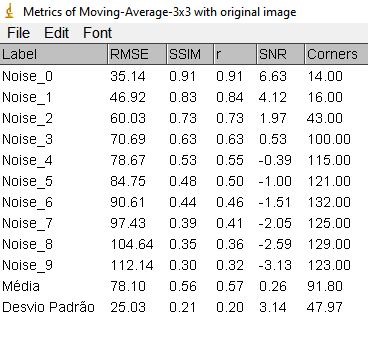 Metrics of Moving-Average-3x3 with original image
File Edit Font
Label RMSE SSIM r SNR Corners
Noise_0 35.14 0.91 0.91 6.63 14.00
Noise_1 46.92 0.83 0.84 4.12 16.00
Noise_2 60.03 0.73 0.73 1.97 43.00
Noise_3 70.69 0.63 0.63 0.53 100.00
Noise_4 78.67 0.53 0.55 -0.39 115.00
Noise_5 84.75 0.48 0.50 -1.00 121.00
Noise_6 90.61 0.44 0.46 -1.51 132.00
Noise_7 97.43 0.39 0.41 -2.05 125.00
Noise_8 104.64 0.35 0.36 -2.59 129.00
Noise_9 112.14 0.30 0.32 -3.13 123.00
Média 78.10 0.56 0.57 0.26 91.80
Desvio Padrão 25.03 0.21 0.20 3.14 47.97